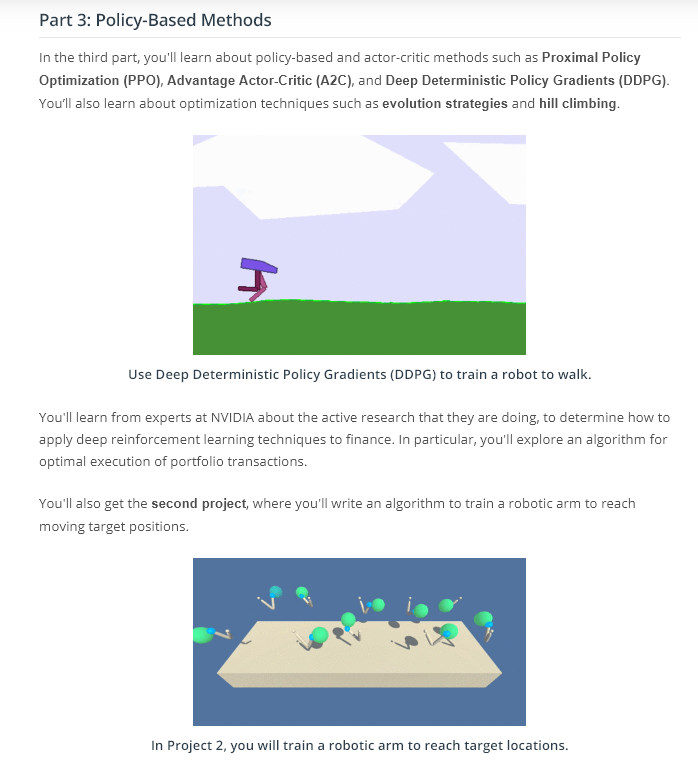 Part 3: Policy-Based Methods
In the third part, you'll learn about policy-based and actor-critic methods such as Proximal Policy
Optimization (PPO), Advantage Actor-Critic (A2C), and Deep Deterministic Policy Gradients (DDPG).
You’ll also learn about optimization techniques such as evolution strategies and hill climbing.
Use Deep Deterministic Policy Gradients (DDPG) to train a robot to walk.
You'll learn from experts at NVIDIA about the active research that they are doing, to determine how to
apply deep reinforcement learning techniques to finance. In particular, you'll explore an algorithm for
optimal execution of portfolio transactions.
You'll also get the second project, where you'll write an algorithm to train a robotic arm to reach
moving target positions.
In Project 2, you will train a robotic arm to reach target locations.